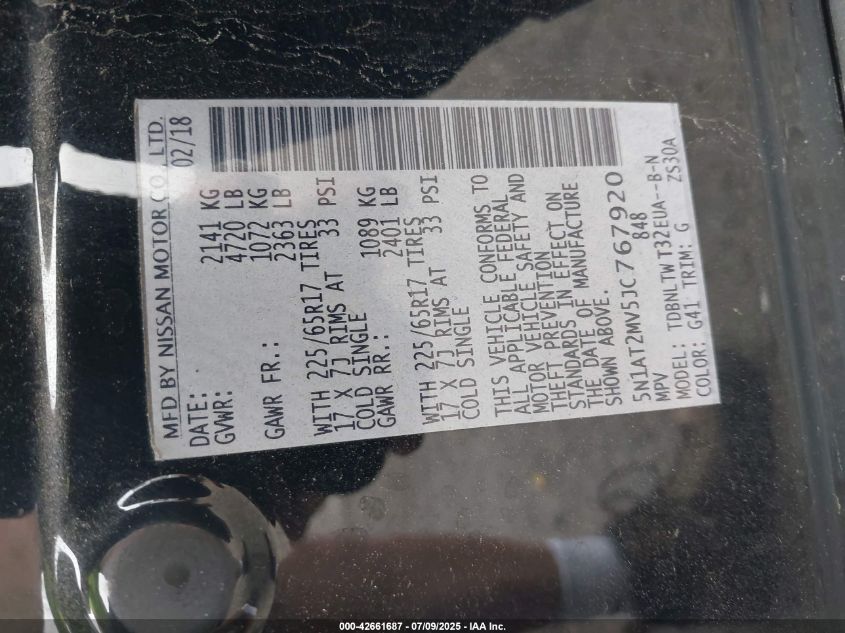 MFD BY NISSAN MOTOR CO., LTD.
DATE: 02/18
GVWR: 2141 KG
4720 LB
GAWR FR.: 1072 KG
2363 LB
WITH 225/65R17 TIRES
17 X 7J RIMS AT 33 PSI
COLD SINGLE
GAWR RR.: 1089 KG
2401 LB
WITH 225/65R17 TIRES
17 X 7J RIMS AT 33 PSI
COLD SINGLE
THIS VEHICLE CONFORMS TO
ALL APPLICABLE FEDERAL
MOTOR VEHICLE SAFETY AND
THEFT PREVENTION
STANDARDS IN EFFECT ON
THE DATE OF MANUFACTURE
SHOWN ABOVE.
5N1AT2MV5JC767920
MPV 848
MODEL: TDBNLTWT32EUA--B-N
COLOR: G41 TRIM: G ZS30A
000-42661687 - 07/09/2025 - IAA Inc.